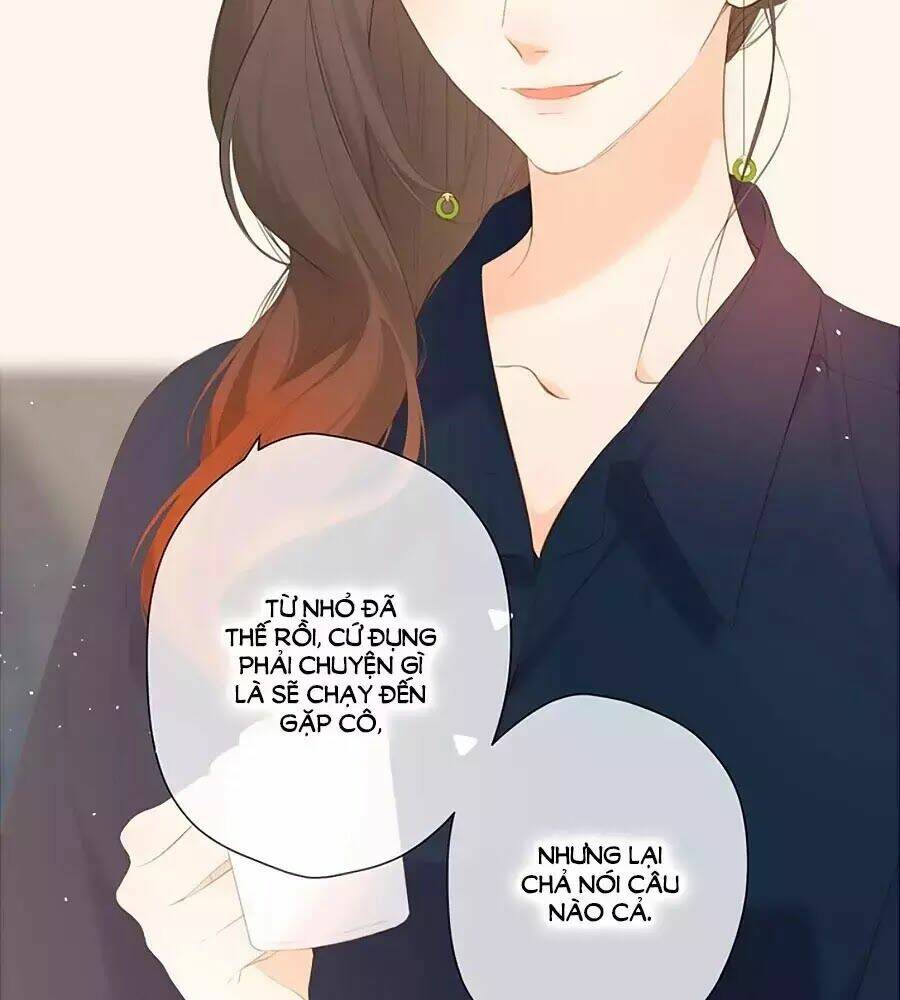 TỪ NHỎ ĐÃ
THẾ RỒI, CỨ ĐỤNG
PHẢI CHUYỆN GÌ
LÀ SẼ CHẠY ĐẾN
GẶP CÔ,
NHƯNG LẠI
CHẢ NÓI CÂU
NÀO CẢ.